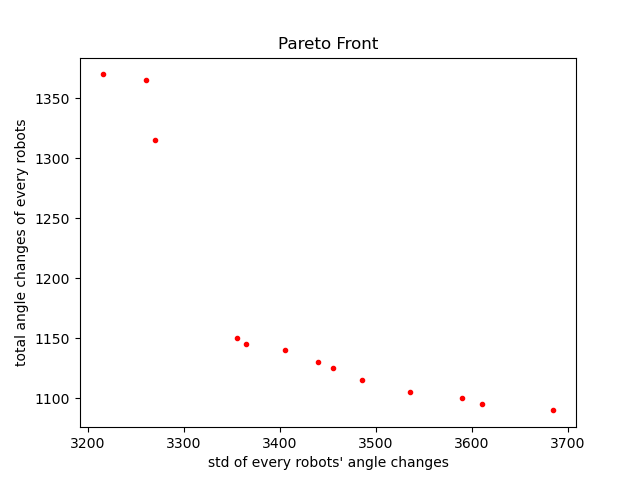 Pareto Front
total angle changes of every robots
1350
1300
1250
1200
1150
1100
3200 3300 3400 3500 3600 3700
std of every robots' angle changes